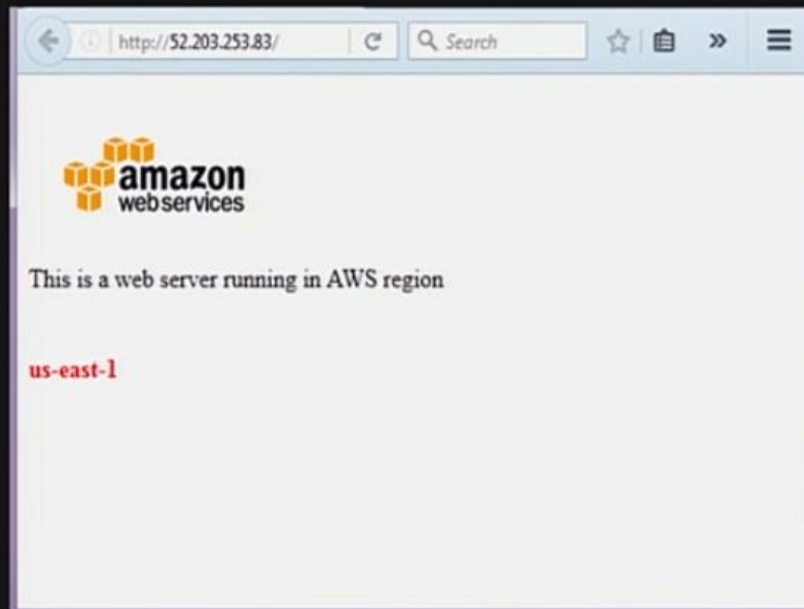 http://52.203.253.83/
Search
amazon
webservices
This is a web server running in AWS region
us-east-1